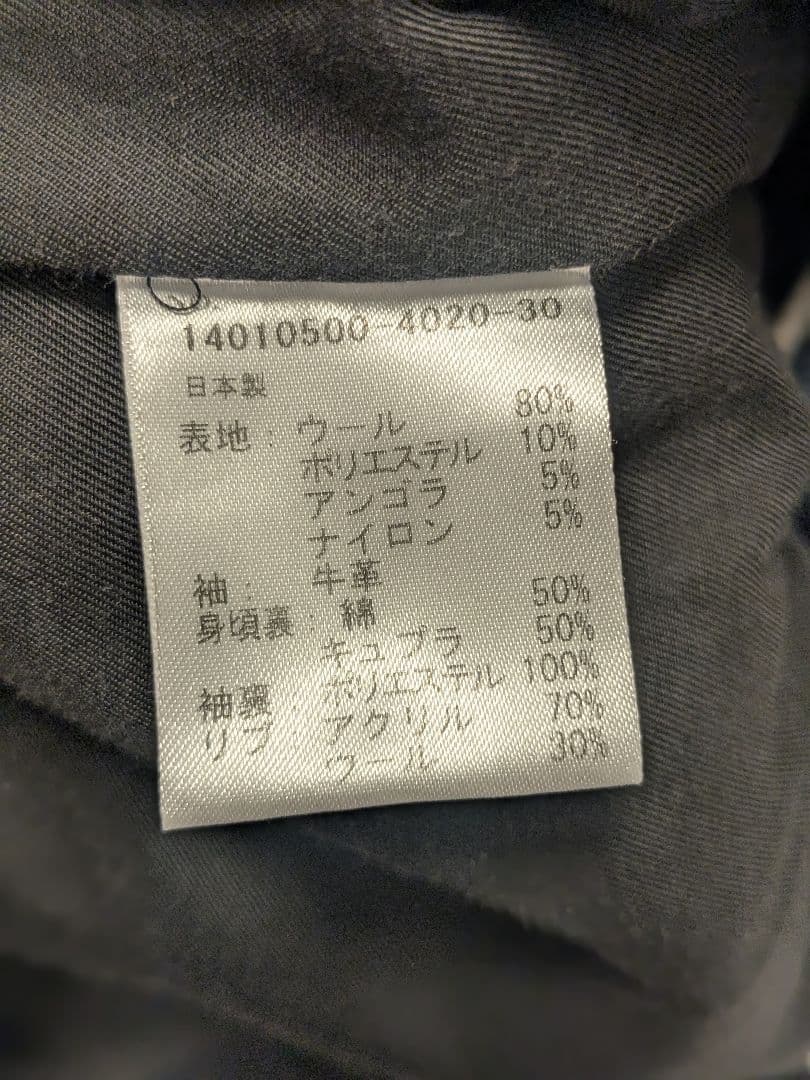 14010500-4020-30
日本製
表地: ウール 80%
ポリエステル 10%
アンゴラ 5%
ナイロン 5%
袖: 牛革
身頃裏: 綿 50%
キュプラ 50%
袖裏: ポリエステル 100%
リブ: アクリル 70%
ウール 30%